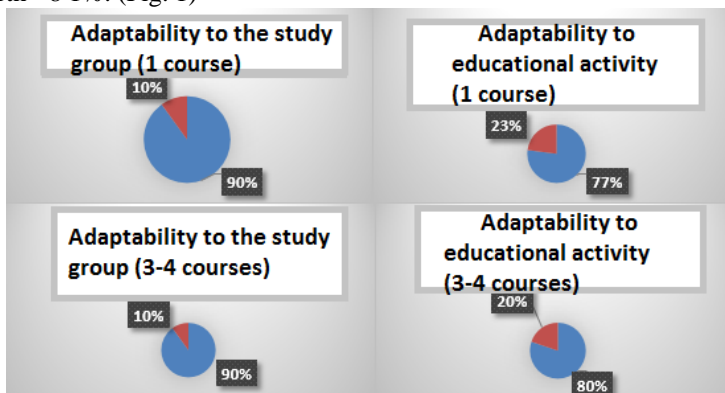 Adaptability to the study
group (1 course)
10%
90%
Adaptability to
educational activity
(1 course)
23%
77%
Adaptability to the study
group (3-4 courses)
10%
90%
Adaptability to
educational activity
(3-4 courses)
20%
80%